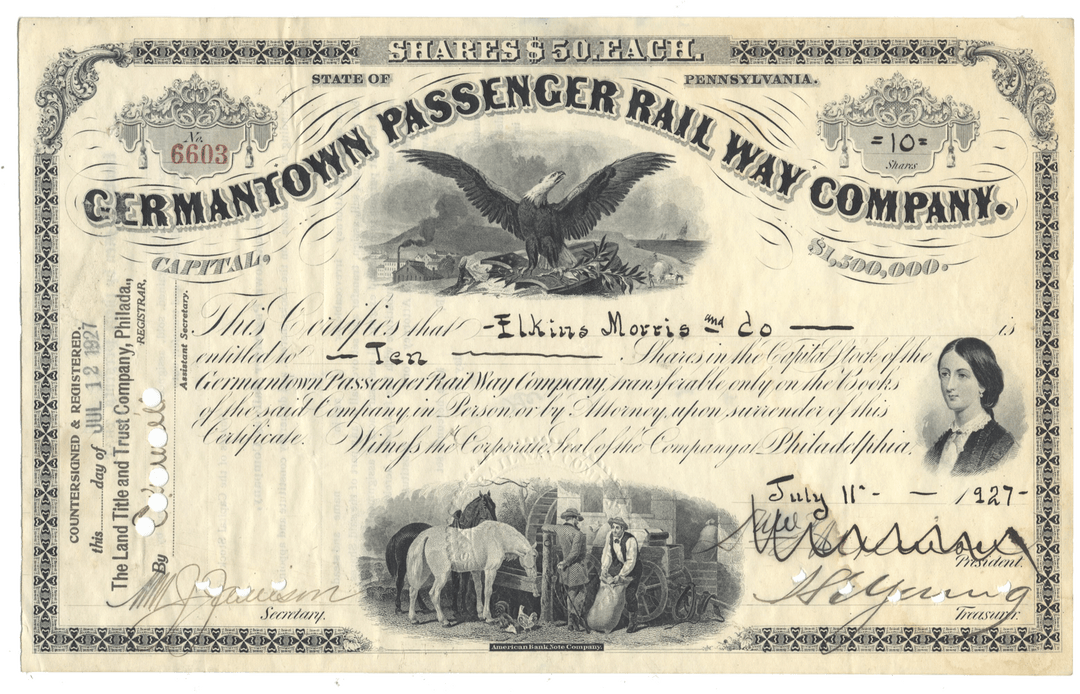 SHARES $50. EACH.
STATE OF PENNSYLVANIA.
No. 6603
=10=
Shares
GERMANTOWN PASSENGER RAIL WAY COMPANY.
CAPITAL, $1,500,000.
This Certifies that -Elkins Morris and Co — is
entitled to — Ten — Shares in the Capital Stock of the
Germantown Passenger Rail Way Company, transferable only on the Books
of the said Company, in Person or by Attorney, upon surrender of this
Certificate. Witness the Corporate Seal of the Company at Philadelphia,
July 11- — 1927-
President.
H S Young
Treasurer.
Wm J Jamison
Secretary.
American Bank Note Company.
COUNTERSIGNED & REGISTERED,
this day of JUL 12 1927
The Land Title and Trust Company, Philada.,
REGISTRAR,
By
Assistant Secretary.